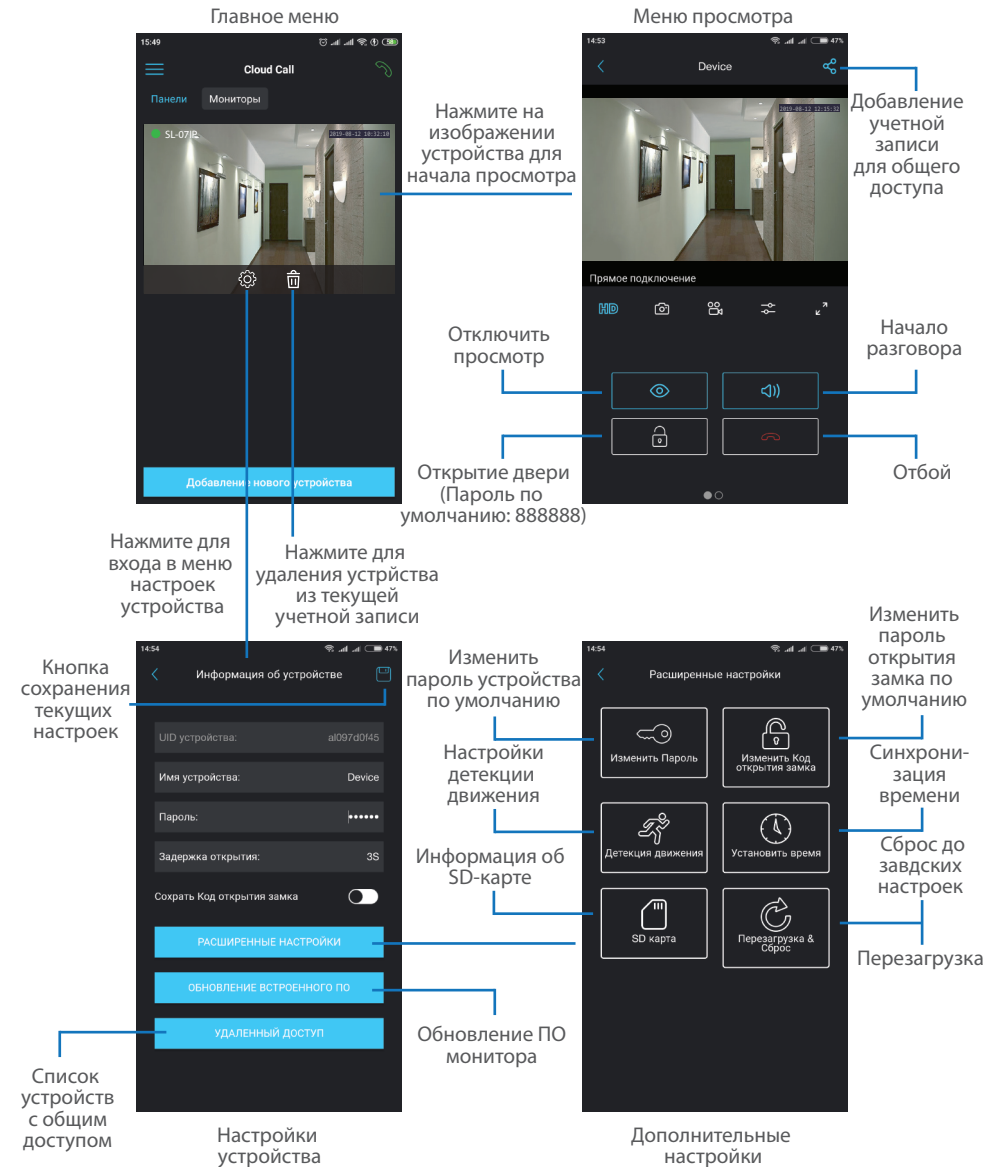 Главное меню
15:49
58
Cloud Call
Панели
Мониторы
SL-07IP
2019-08-12 10:32:10
Добавление нового устройства
Нажмите на
изображении
устройства для
начала просмотра
Меню просмотра
14:53
47%
Device
2019-08-12 12:15:32
Прямое подключение
HD
Добавление
учетной
записи
для общего
доступа
Отключить
просмотр
Начало
разговора
Открытие двери
(Пароль по
умолчанию: 888888)
Отбой
Нажмите для
входа в меню
настроек
устройства
Нажмите для
удаления устрйства
из текущей
учетной записи
Кнопка
сохранения
текущих
настроек
14:54
47%
Информация об устройстве
UID устройства:
al097d0f45
Имя устройства:
Device
Пароль:
••••••
Задержка открытия:
3S
Сохрать Код открытия замка
РАСШИРЕННЫЕ НАСТРОЙКИ
ОБНОВЛЕНИЕ ВСТРОЕННОГО ПО
УДАЛЕННЫЙ ДОСТУП
Список
устройств
с общим
доступом
Настройки
устройства
Изменить
пароль устройства
по умолчанию
Настройки
детекции
движения
Информация об
SD-карте
Обновление ПО
монитора
14:54
47%
Расширенные настройки
Изменить Пароль
Изменить Код
открытия замка
Детекция движения
Установить время
SD карта
Перезагрузка &
Сброс
Изменить
пароль
открытия
замка по
умолчанию
Синхрони-
зация
времени
Сброс до
завдских
настроек
Перезагрузка
Дополнительные
настройки